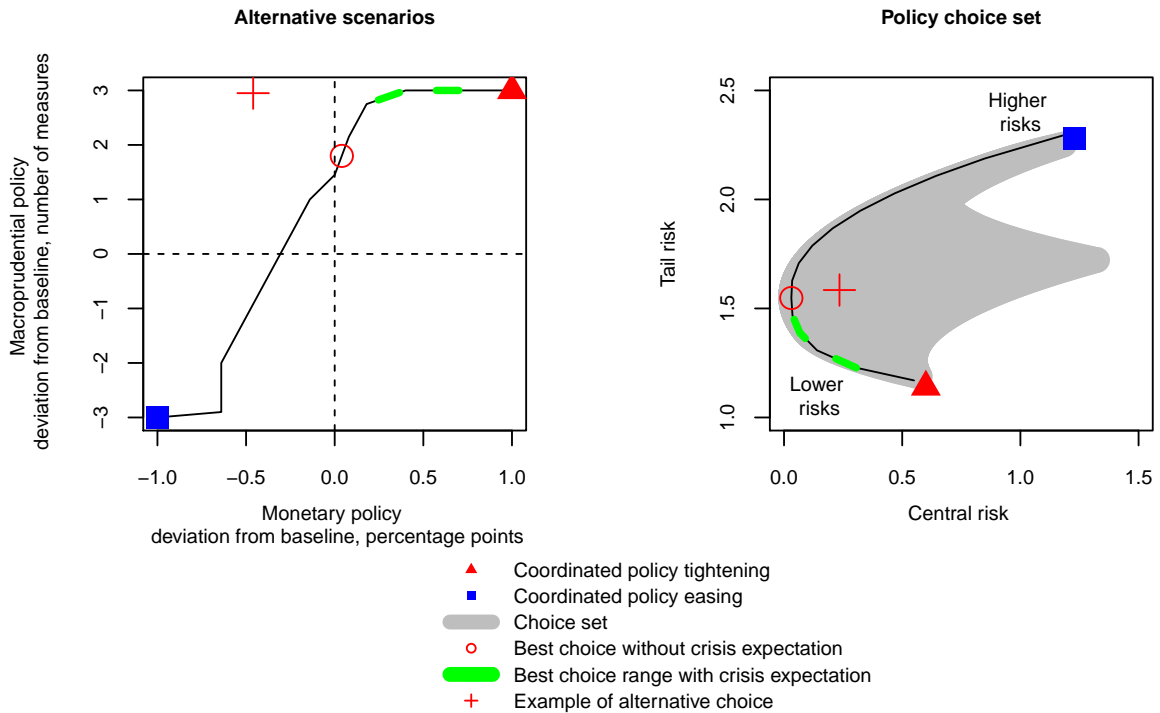 Alternative scenarios
Macroprudential policy
deviation from baseline, number of measures
3
2
1
0
−1
−2
−3
−1.0
−0.5
0.0
0.5
1.0
Monetary policy
deviation from baseline, percentage points
Policy choice set
Tail risk
2.5
2.0
1.5
1.0
Higher
risks
Lower
risks
0.0
0.5
1.0
1.5
Central risk
Coordinated policy tightening
Coordinated policy easing
Choice set
Best choice without crisis expectation
Best choice range with crisis expectation
Example of alternative choice